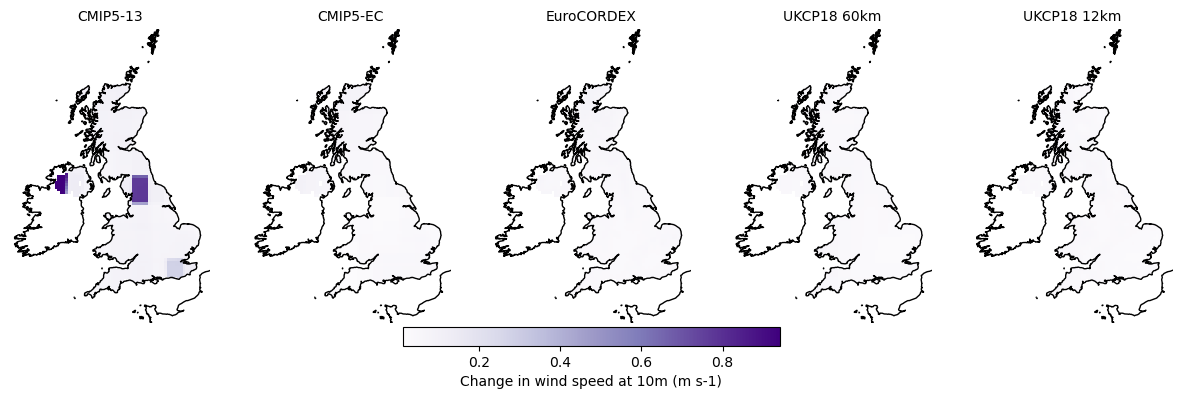 CMIP5-13 CMIP5-EC EuroCORDEX UKCP18 60km UKCP18 12km
0.2 0.4 0.6 0.8
Change in wind speed at 10m (m s-1)